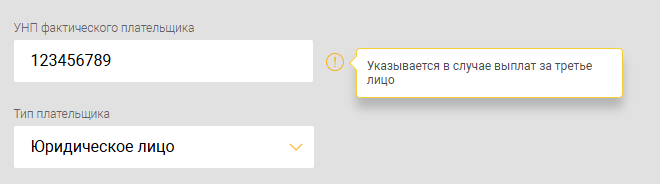 УНП фактического плательщика
123456789
Указывается в случае выплат за третье
лицо
Тип плательщика
Юридическое лицо